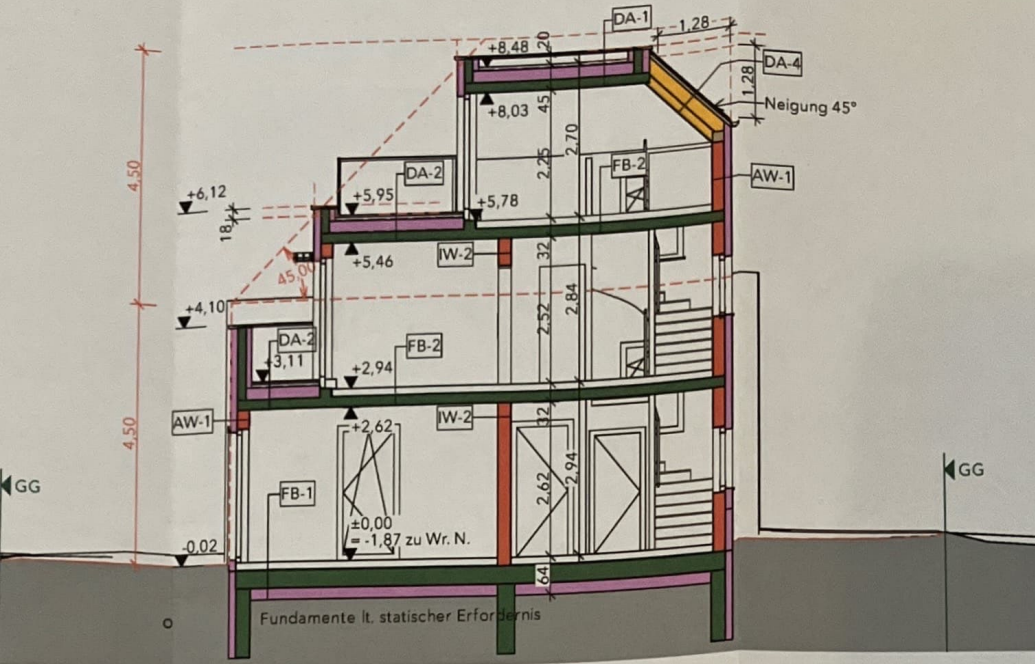 DA-1
1,28
+8,48
20
DA-4
1,28
Neigung 45°
+8,03
45
2,70
4,50
2,25
FB-2
AW-1
DA-2
+6,12
+5,95
+5,78
18
+5,46
IW-2
32
45,00
+4,10
2,52
2,84
DA-2
FB-2
+3,11
+2,94
AW-1
+2,62
IW-2
32
4,50
2,62
2,94
GG
GG
FB-1
±0,00
= -1,87 zu Wr. N.
-0,02
64
Fundamente lt. statischer Erfordernis